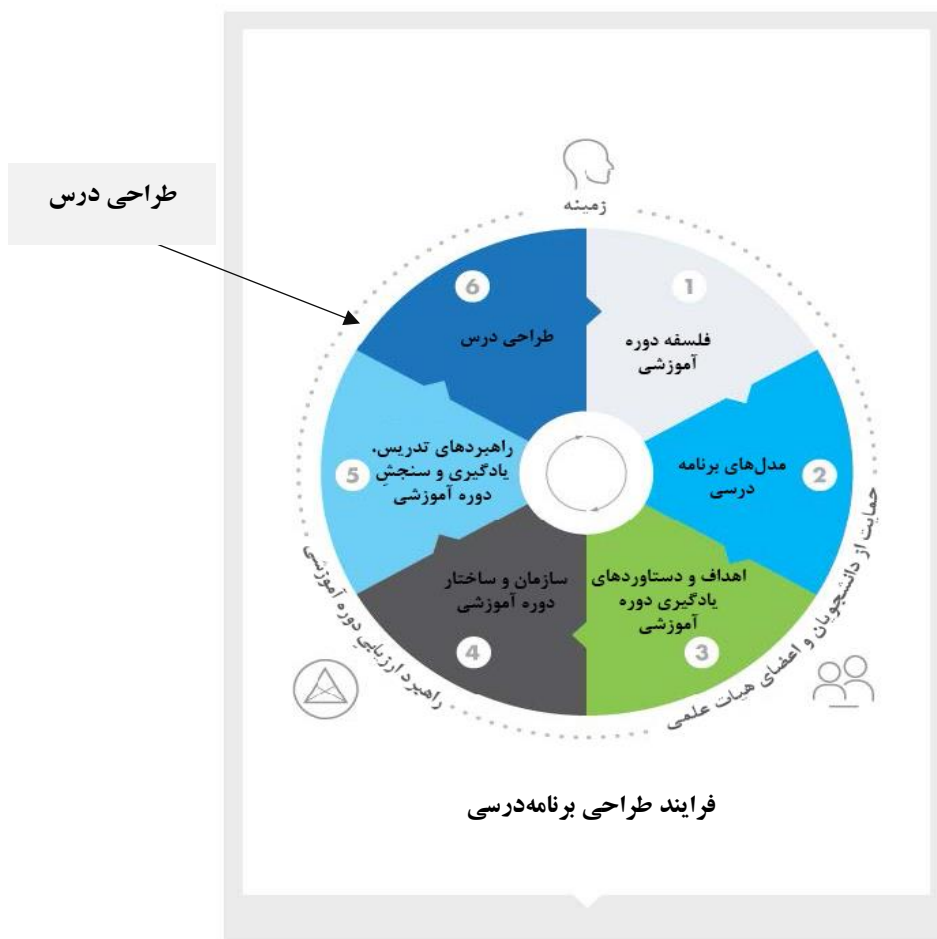 طراحی درس
زمینه
6
طراحی درس
1
فلسفه دوره
آموزشی
2
مدل‌های برنامه
درسی
3
اهداف و دستاوردهای
یادگیری دوره
آموزشی
4
سازمان و ساختار
دوره آموزشی
5
راهبردهای تدریس،
یادگیری و سنجشِ
دوره آموزشی
حمایت از دانشجویان و اعضای هیات علمی
راهبرد ارزیابیِ دوره آموزشی
فرایند طراحی برنامه‌درسی